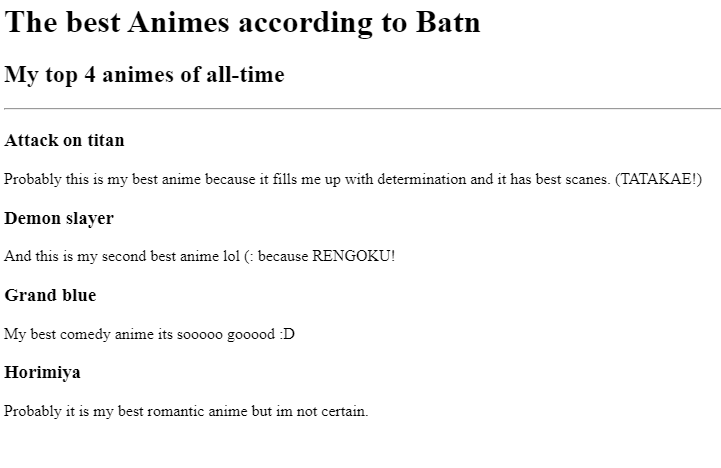 The best Animes according to Batn
My top 4 animes of all-time
Attack on titan
Probably this is my best anime because it fills me up with determination and it has best scanes. (TATAKAE!)
Demon slayer
And this is my second best anime lol (: because RENGOKU!
Grand blue
My best comedy anime its sooooo gooood :D
Horimiya
Probably it is my best romantic anime but im not certain.